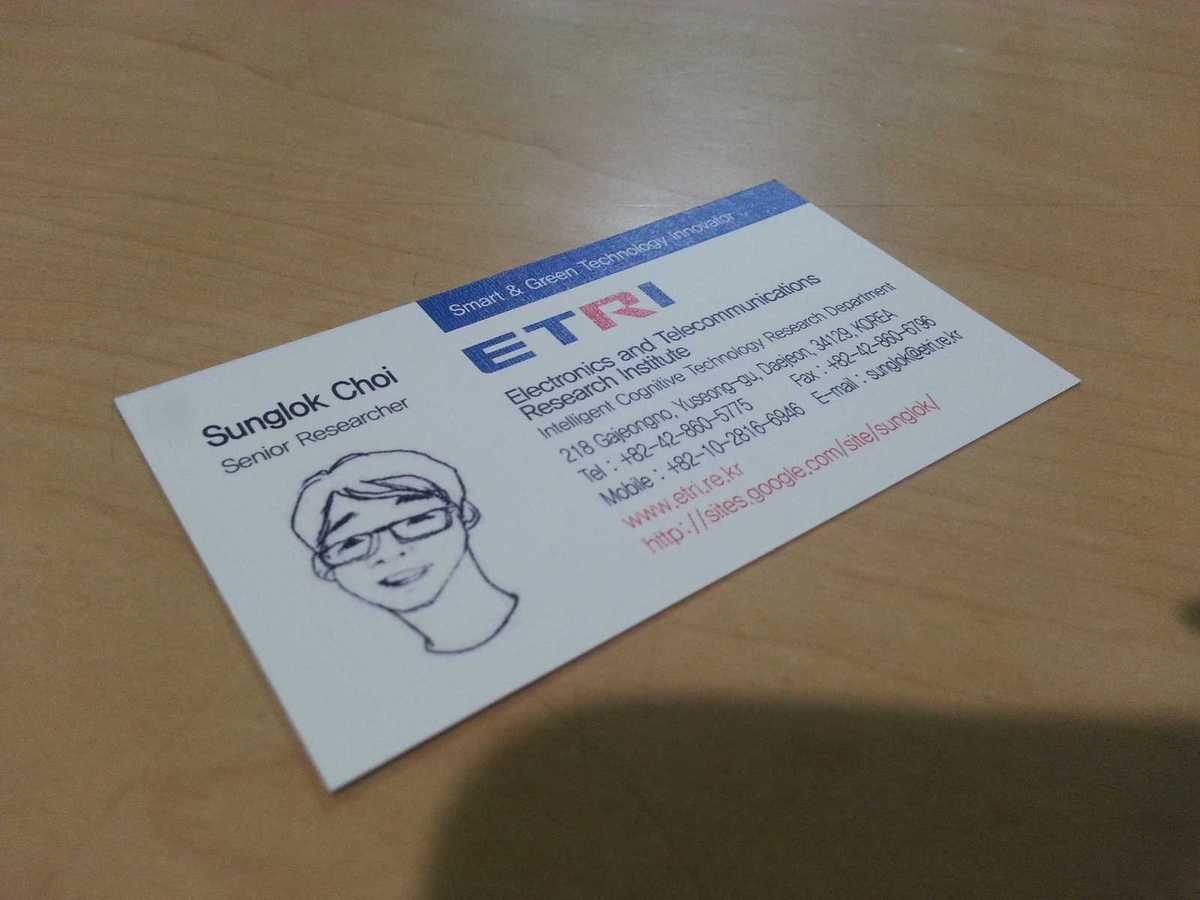 Sunglok Choi
Senior Researcher
Smart & Green Technology Innovator
ETRI
Electronics and Telecommunications
Research Institute
Intelligent Cognitive Technology Research Department
218 Gajeongno, Yuseong-gu, Daejeon, 34129, KOREA
Tel : +82-42-860-5775 Fax : +82-42-860-6796
Mobile : +82-10-2816-6946 E-mail : sunglok@etri.re.kr
www.etri.re.kr
http://sites.google.com/site/sunglok/